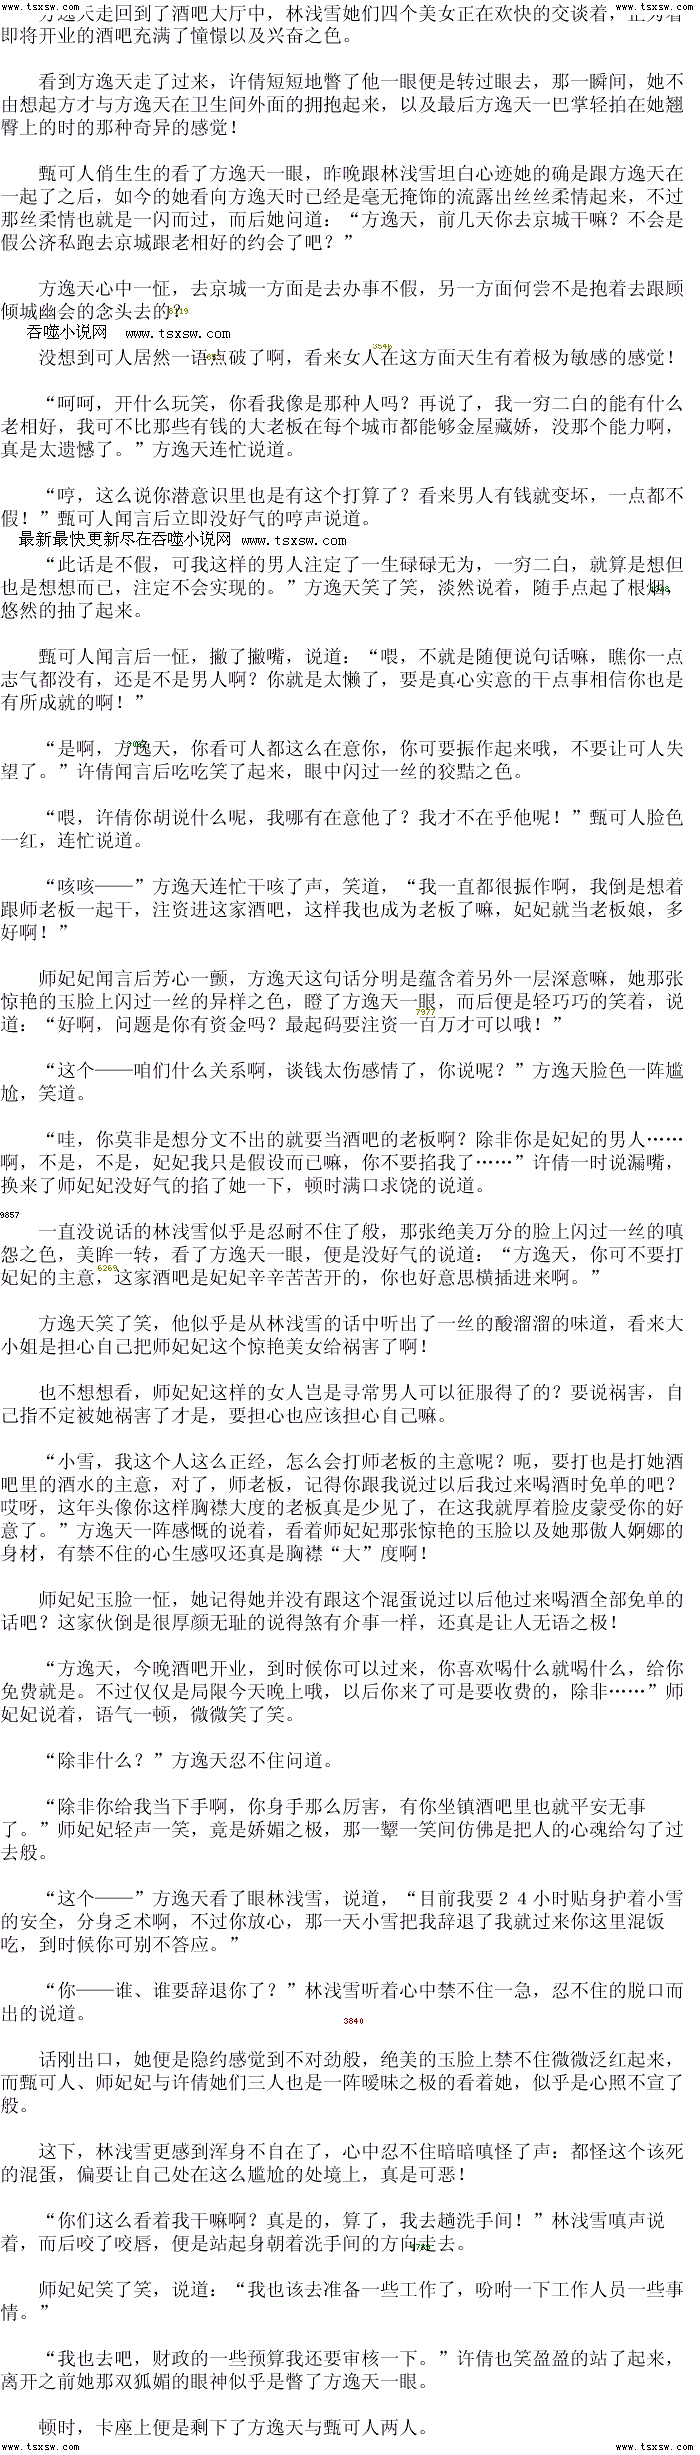 www.tsxsw.com www.tsxsw.com
方逸天走回到了酒吧大厅中，林浅雪她们四个美女正在欢快的交谈着，正为着
即将开业的酒吧充满了憧憬以及兴奋之色。
看到方逸天走了过来，许倩短短地瞥了他一眼便是转过眼去，那一瞬间，她不
由想起方才与方逸天在卫生间外面的拥抱起来，以及最后方逸天一巴掌轻拍在她翘
臀上的时的那种奇异的感觉！
甄可人俏生生的看了方逸天一眼，昨晚跟林浅雪坦白心迹她的确是跟方逸天在
一起了之后，如今的她看向方逸天时已经是毫无掩饰的流露出丝丝柔情起来，不过
那丝柔情也就是一闪而过，而后她问道：“方逸天，前几天你去京城干嘛？不会是
假公济私跑去京城跟老相好的约会了吧？”
方逸天心中一怔，去京城一方面是去办事不假，另一方面何尝不是抱着去跟顾
倾城幽会的念头去的？
吞噬小说网 www.tsxsw.com
3546
没想到可人居然一语点破了啊，看来女人在这方面天生有着极为敏感的感觉！
“呵呵，开什么玩笑，你看我像是那种人吗？再说了，我一穷二白的能有什么
老相好，我可不比那些有钱的大老板在每个城市都能够金屋藏娇，没那个能力啊，
真是太遗憾了。”方逸天连忙说道。
“哼，这么说你潜意识里也是有这个打算了？看来男人有钱就变坏，一点都不
假！”甄可人闻言后立即没好气的哼声说道。
最新最快更新尽在吞噬小说网 www.tsxsw.com
“此话是不假，可我这样的男人注定了一生碌碌无为，一穷二白，就算是想但
也是想想而已，注定不会实现的。”方逸天笑了笑，淡然说着，随手点起了根烟，
悠然的抽了起来。
甄可人闻言后一怔，撇了撇嘴，说道：“喂，不就是随便说句话嘛，瞧你一点
志气都没有，还是不是男人啊？你就是太懒了，要是真心实意的干点事相信你也是
有所成就的啊！”
“是啊，方逸天，你看可人都这么在意你，你可要振作起来哦，不要让可人失
望了。”许倩闻言后吃吃笑了起来，眼中闪过一丝的狡黠之色。
“喂，许倩你胡说什么呢，我哪有在意他了？我才不在乎他呢！”甄可人脸色
一红，连忙说道。
“咳咳——”方逸天连忙干咳了声，笑道，“我一直都很振作啊，我倒是想着
跟师老板一起干，注资进这家酒吧，这样我也成为老板了嘛，妃妃就当老板娘，多
好啊！”
师妃妃闻言后芳心一颤，方逸天这句话分明是蕴含着另外一层深意嘛，她那张
惊艳的玉脸上闪过一丝的异样之色，瞪了方逸天一眼，而后便是轻巧巧的笑着，说
7977
道：“好啊，问题是你有资金吗？最起码要注资一百万才可以哦！”
“这个——咱们什么关系啊，谈钱太伤感情了，你说呢？”方逸天脸色一阵尴
尬，笑道。
“哇，你莫非是想分文不出的就要当酒吧的老板啊？除非你是妃妃的男人……
啊，不是，不是，妃妃我只是假设而已嘛，你不要掐我了……”许倩一时说漏嘴，
换来了师妃妃没好气的掐了她一下，顿时满口求饶的说道。
9857
一直没说话的林浅雪似乎是忍耐不住了般，那张绝美万分的脸上闪过一丝的嗔
怨之色，美眸一转，看了方逸天一眼，便是没好气的说道：“方逸天，你可不要打
6269
妃妃的主意，这家酒吧是妃妃辛辛苦苦开的，你也好意思横插进来啊。”
方逸天笑了笑，他似乎是从林浅雪的话中听出了一丝的酸溜溜的味道，看来大
小姐是担心自己把师妃妃这个惊艳美女给祸害了啊！
也不想想看，师妃妃这样的女人岂是寻常男人可以征服得了的？要说祸害，自
己指不定被她祸害了才是，要担心也应该担心自己嘛。
“小雪，我这个人这么正经，怎么会打师老板的主意呢？呃，要打也是打她酒
吧里的酒水的主意，对了，师老板，记得你跟我说过以后我过来喝酒时免单的吧？
哎呀，这年头像你这样胸襟大度的老板真是少见了，在这我就厚着脸皮蒙受你的好
意了。”方逸天一阵感慨的说着，看着师妃妃那张惊艳的玉脸以及她那傲人婀娜的
身材，有禁不住的心生感叹还真是胸襟“大”度啊！
师妃妃玉脸一怔，她记得她并没有跟这个混蛋说过以后他过来喝酒全部免单的
话吧？这家伙倒是很厚颜无耻的说得煞有介事一样，还真是让人无语之极！
“方逸天，今晚酒吧开业，到时候你可以过来，你喜欢喝什么就喝什么，给你
免费就是。不过仅仅是局限今天晚上哦，以后你来了可是要收费的，除非……”师
妃妃说着，语气一顿，微微笑了笑。
“除非什么？”方逸天忍不住问道。
“除非你给我当下手啊，你身手那么厉害，有你坐镇酒吧里也就平安无事
了。”师妃妃轻声一笑，竟是娇媚之极，那一颦一笑间仿佛是把人的心魂给勾了过
去般。
“这个——”方逸天看了眼林浅雪，说道，“目前我要２４小时贴身护着小雪
的安全，分身乏术啊，不过你放心，那一天小雪把我辞退了我就过来你这里混饭
吃，到时候你可别不答应。”
“你——谁、谁要辞退你了？”林浅雪听着心中禁不住一急，忍不住的脱口而
出的说道。
3840
话刚出口，她便是隐约感觉到不对劲般，绝美的玉脸上禁不住微微泛红起来，
而甄可人、师妃妃与许倩她们三人也是一阵暧昧之极的看着她，似乎是心照不宣了
般。
这下，林浅雪更感到浑身不自在了，心中忍不住暗暗嗔怪了声：都怪这个该死
的混蛋，偏要让自己处在这么尴尬的处境上，真是可恶！
“你们这么看着我干嘛啊？真是的，算了，我去趟洗手间！”林浅雪嗔声说
着，而后咬了咬唇，便是站起身朝着洗手间的方向走去。
师妃妃笑了笑，说道：“我也该去准备一些工作了，吩咐一下工作人员一些事
情。”
“我也去吧，财政的一些预算我还要审核一下。”许倩也笑盈盈的站了起来，
离开之前她那双狐媚的眼神似乎是瞥了方逸天一眼。
顿时，卡座上便是剩下了方逸天与甄可人两人。
www.tsxsw.com www.tsxsw.com